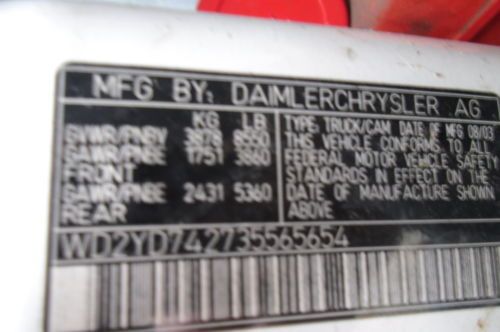 MFG BY: DAIMLERCHRYSLER AG
KG LB
GVWR/PNBV 3878 8550
GAWR/PNBE 1751 3860
FRONT
GAWR/PNBE 2431 5360
REAR
TYPE: TRUCK/CAM DATE OF MFG 08/03
THIS VEHICLE CONFORMS TO ALL
FEDERAL MOTOR VEHICLE SAFETY
STANDARDS IN EFFECT ON THE
DATE OF MANUFACTURE SHOWN
ABOVE
WD2YD742735565654